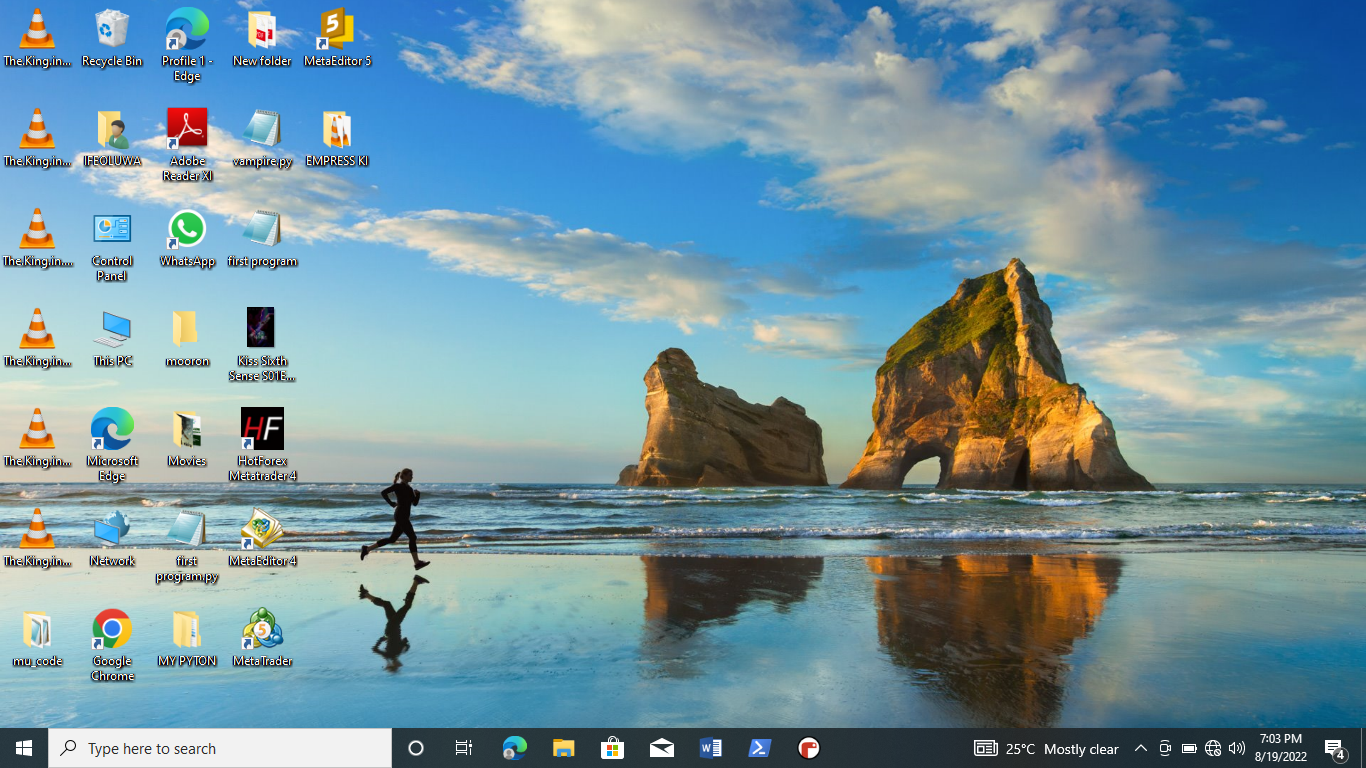 The.King.in...
Recycle Bin
Profile 1 -
Edge
New folder
MetaEditor 5
5
The.King.in...
IFEOLUWA
Adobe
Reader XI
vampire.py
EMPRESS KI
The.King.in....
Control
Panel
WhatsApp
first program
The.King.in...
This PC
mooron
Kiss Sixth
Sense S01E...
The.King.in...
Microsoft
Edge
Movies
HF
HotForex
Metatrader 4
The.King.in...
Network
first
program.py
MetaEditor 4
mu_code
Google
Chrome
MY PYTON
5
MetaTrader
Type here to search
W
25°C Mostly clear
7:03 PM
8/19/2022
4